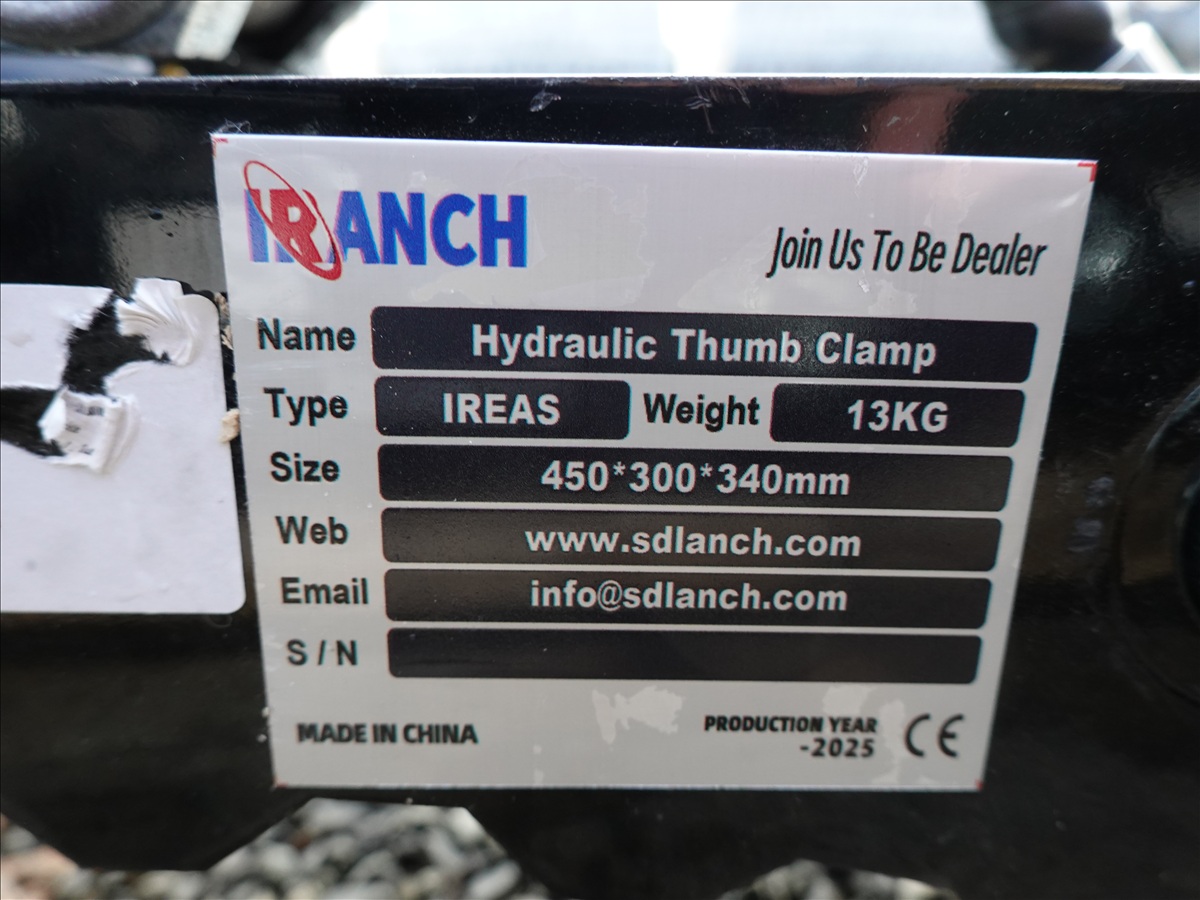 IRANCH
Join Us To Be Dealer
Name Hydraulic Thumb Clamp
Type IREAS Weight 13KG
Size 450*300*340mm
Web www.sdlanch.com
Email info@sdlanch.com
S / N
MADE IN CHINA
PRODUCTION YEAR
-2025 CE